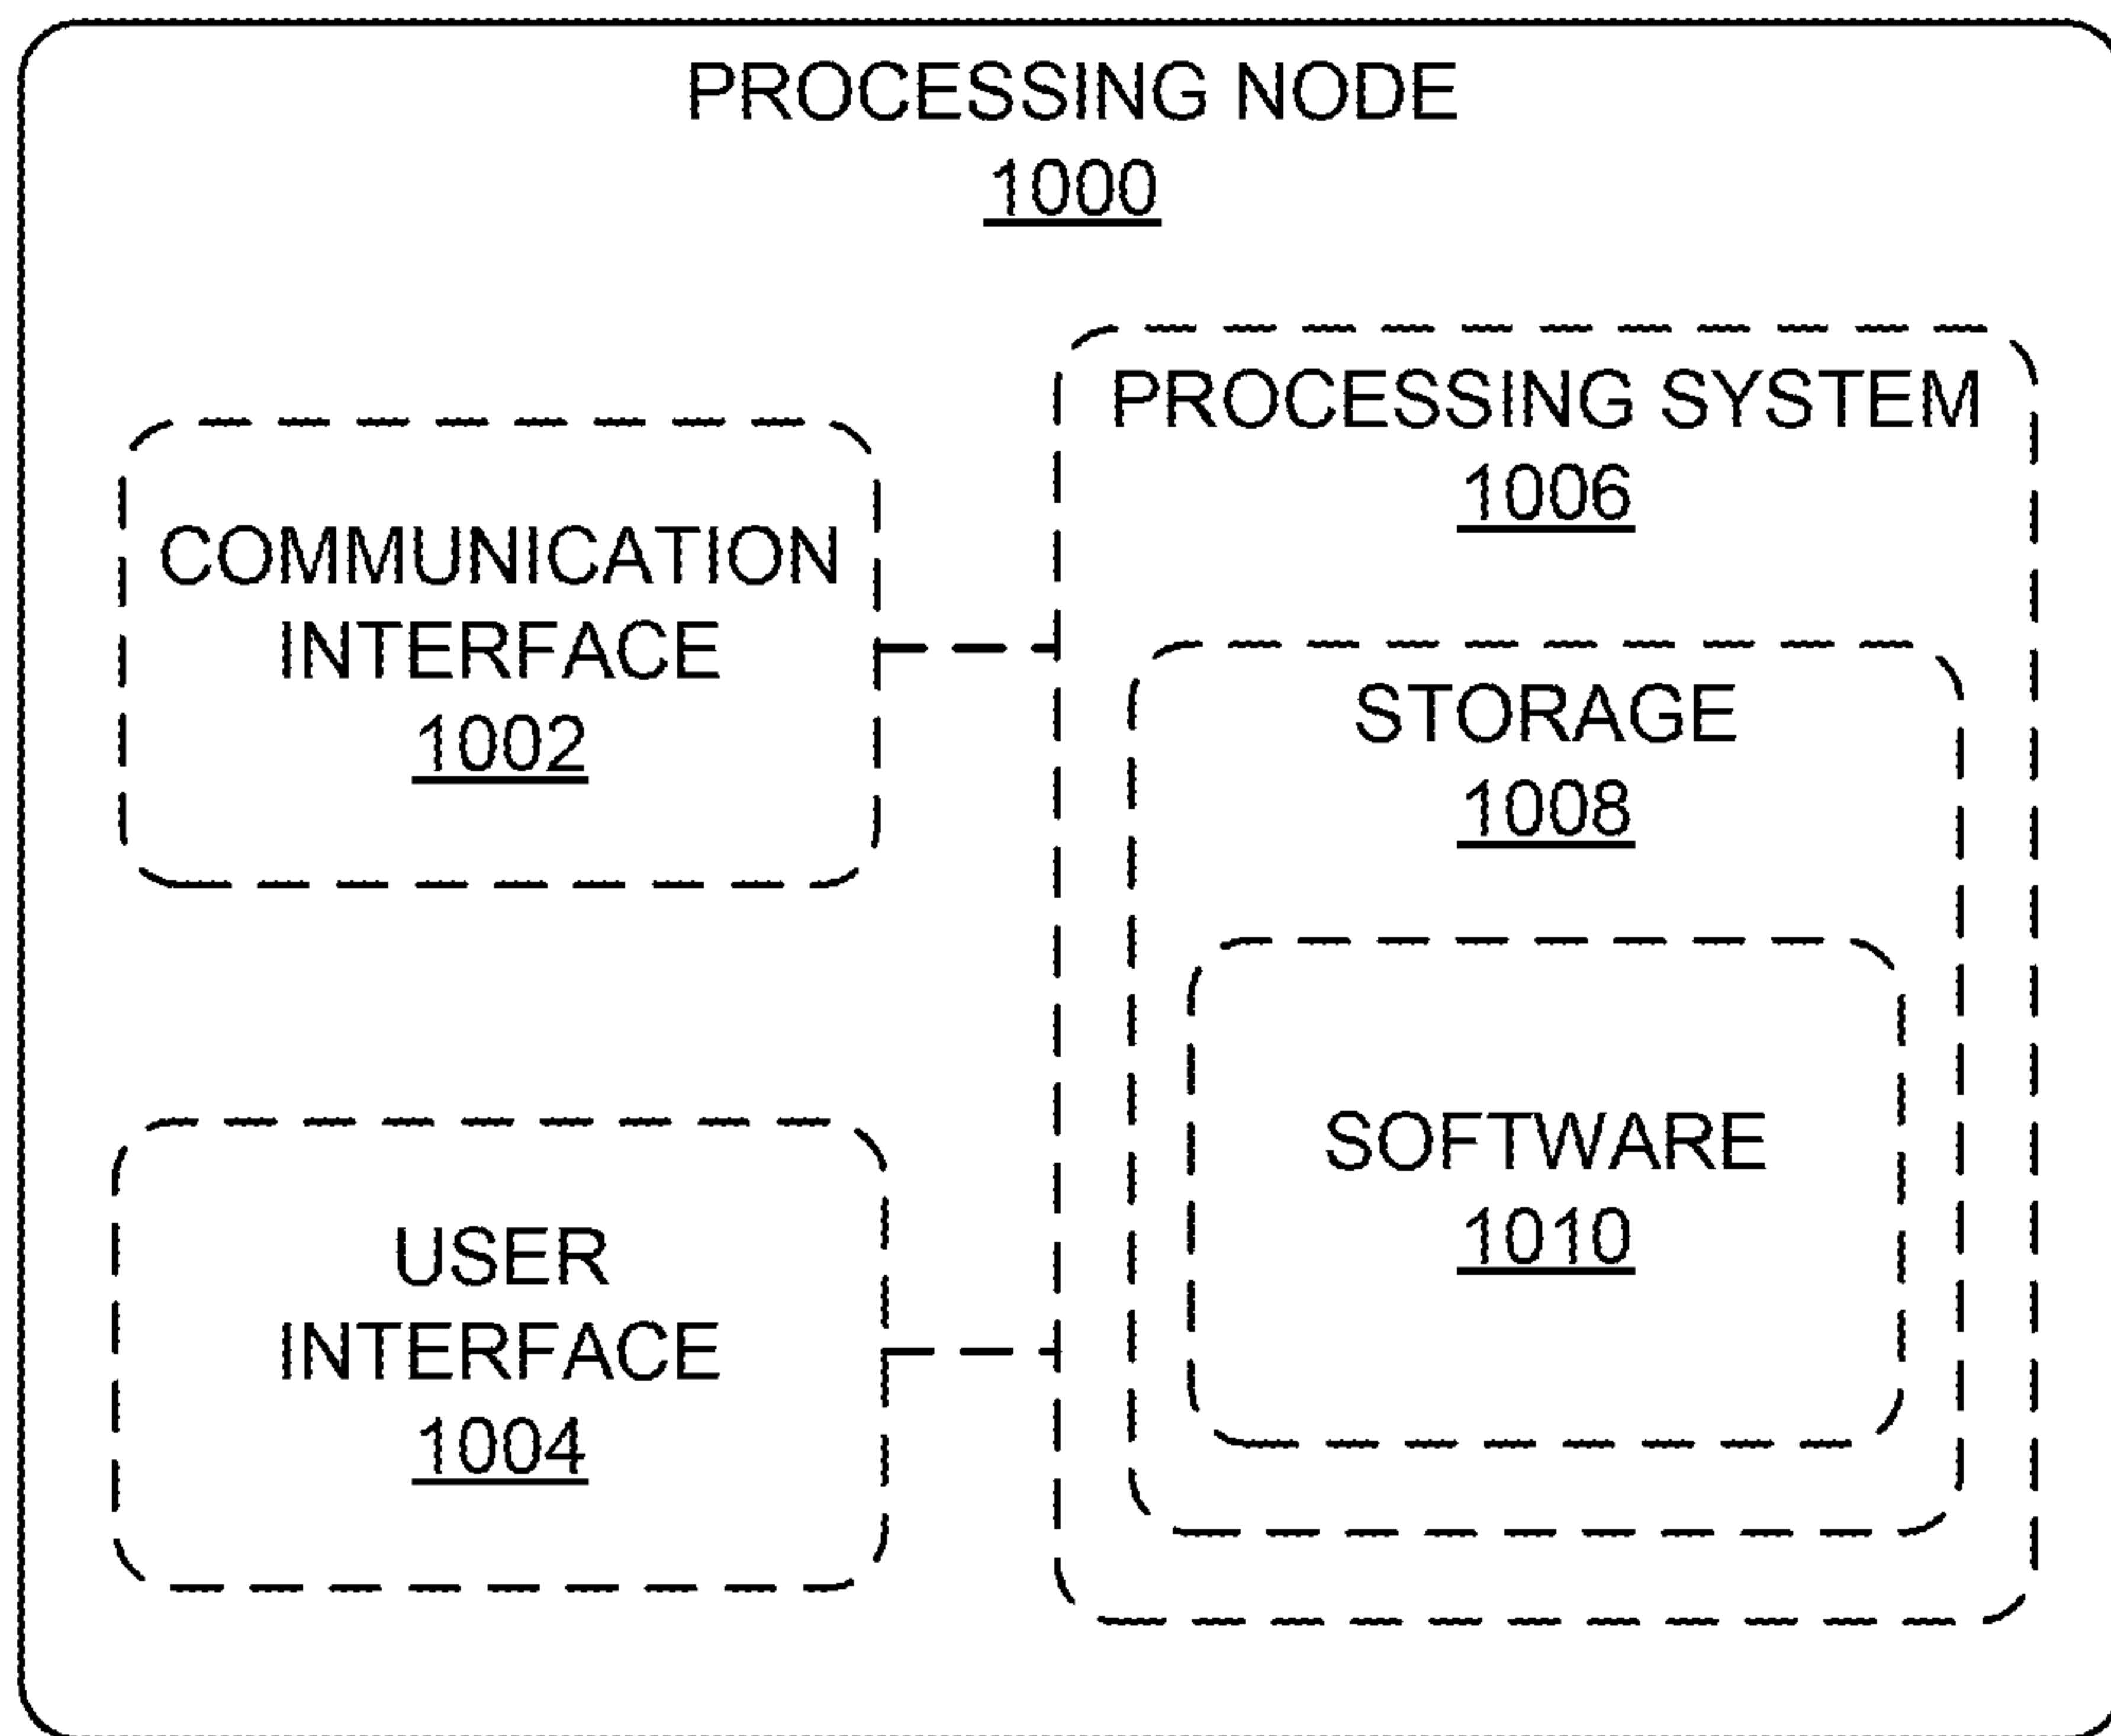 PROCESSING NODE
1000
PROCESSING SYSTEM
1006
COMMUNICATION
INTERFACE
1002
STORAGE
1008
SOFTWARE
1010
USER
INTERFACE
1004